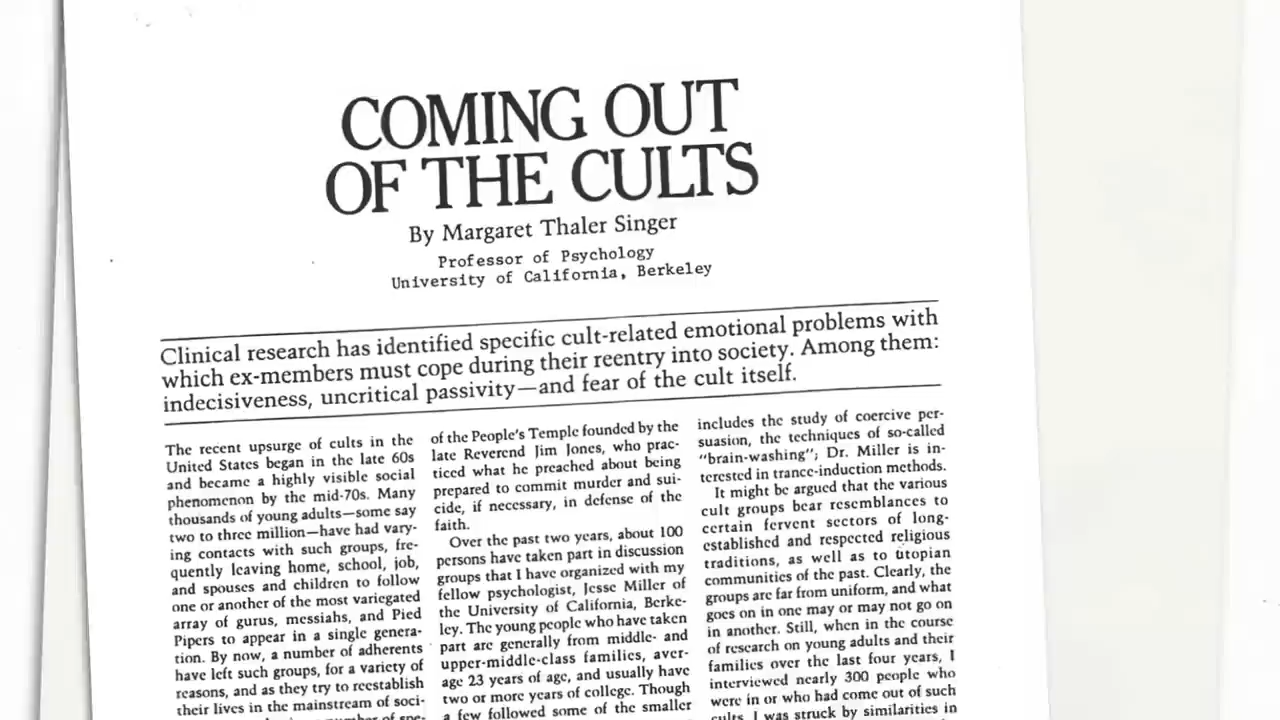 COMING OUT
OF THE CULTS
By Margaret Thaler Singer
Professor of Psychology
University of California, Berkeley
Clinical research has identified specific cult-related emotional problems with
which ex-members must cope during their reentry into society. Among them:
indecisiveness, uncritical passivity—and fear of the cult itself.
The recent upsurge of cults in the
United States began in the late 60s
and became a highly visible social
phenomenon by the mid-70s. Many
thousands of young adults—some say
two to three million—have had vary-
ing contacts with such groups, fre-
quently leaving home, school, job,
and spouses and children to follow
one or another of the most variegated
array of gurus, messiahs, and Pied
Pipers to appear in a single genera-
tion. By now, a number of adherents
have left such groups, for a variety of
reasons, and as they try to reestablish
their lives in the mainstream of soci-
number of spe-
of the People's Temple founded by the
late Reverend Jim Jones, who prac-
ticed what he preached about being
prepared to commit murder and sui-
cide, if necessary, in defense of the
faith.
Over the past two years, about 100
persons have taken part in discussion
groups that I have organized with my
fellow psychologist, Jesse Miller of
the University of California, Berke-
ley. The young people who have taken
part are generally from middle- and
upper-middle-class families, aver-
age 23 years of age, and usually have
two or more years of college. Though
a few followed some of the smaller
includes the study of coercive per-
suasion, the techniques of so-called
"brain-washing"; Dr. Miller is in-
terested in trance-induction methods.
It might be argued that the various
cult groups bear resemblances to
certain fervent sectors of long-
established and respected religious
traditions, as well as to utopian
communities of the past. Clearly, the
groups are far from uniform, and what
goes on in one may or may not go on
in another. Still, when in the course
of research on young adults and their
families over the last four years, I
interviewed nearly 300 people who
were in or who had come out of such
cults, I was struck by similarities in